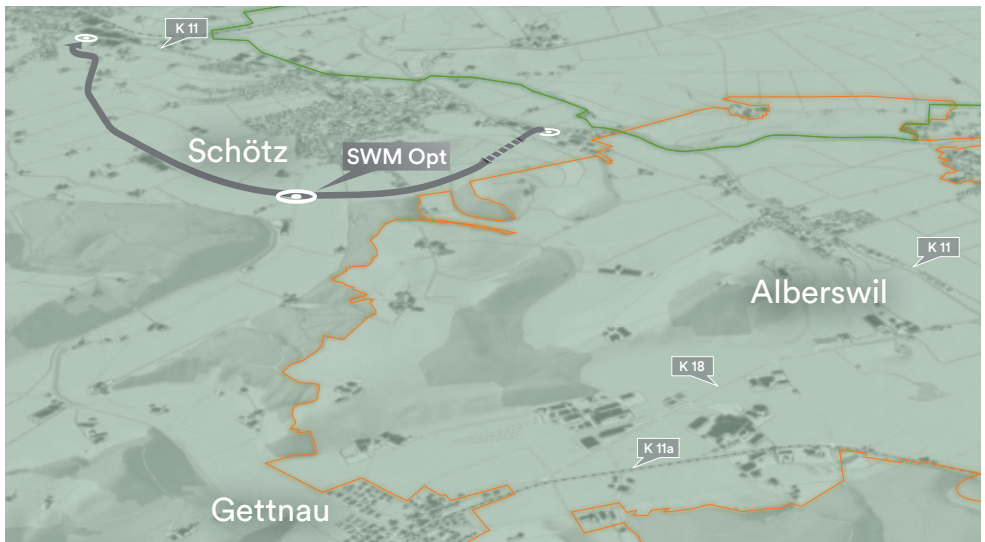 K 11
Schötz
SWM Opt
K 11
Alberswil
K 18
K 11a
Gettnau